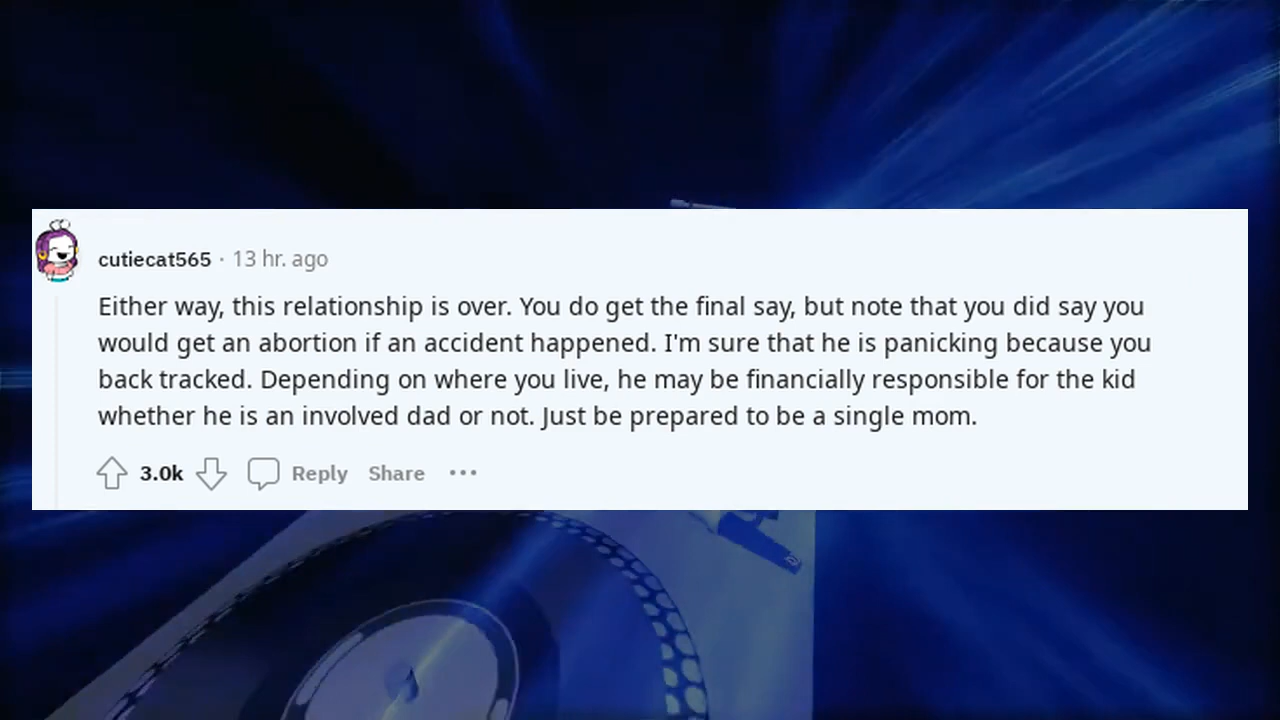 cutiecat565 · 13 hr. ago
Either way, this relationship is over. You do get the final say, but note that you did say you
would get an abortion if an accident happened. I'm sure that he is panicking because you
back tracked. Depending on where you live, he may be financially responsible for the kid
whether he is an involved dad or not. Just be prepared to be a single mom.
3.0k Reply Share •••